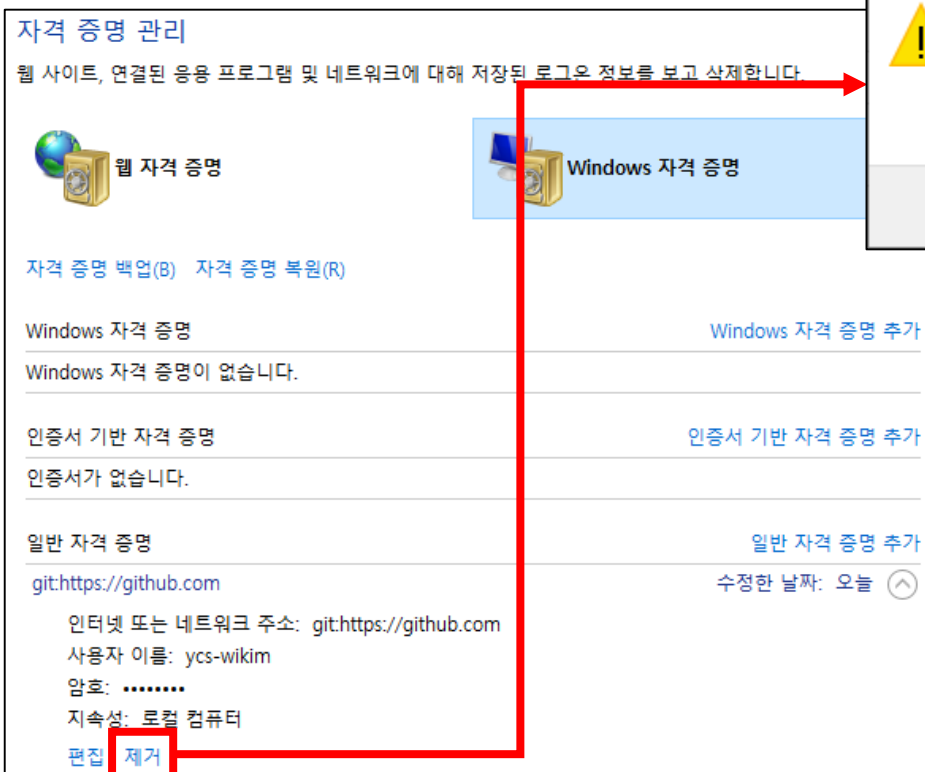 자격 증명 관리
웹 사이트, 연결된 응용 프로그램 및 네트워크에 대해 저장된 로그온 정보를 보고 삭제합니다.
웹 자격 증명
Windows 자격 증명
자격 증명 백업(B) 자격 증명 복원(R)
Windows 자격 증명 Windows 자격 증명 추가
Windows 자격 증명이 없습니다.
인증서 기반 자격 증명 인증서 기반 자격 증명 추가
인증서가 없습니다.
일반 자격 증명 일반 자격 증명 추가
git:https://github.com 수정한 날짜: 오늘
인터넷 또는 네트워크 주소: git:https://github.com
사용자 이름: ycs-wikim
암호: ••••••••
지속성: 로컬 컴퓨터
편집 제거